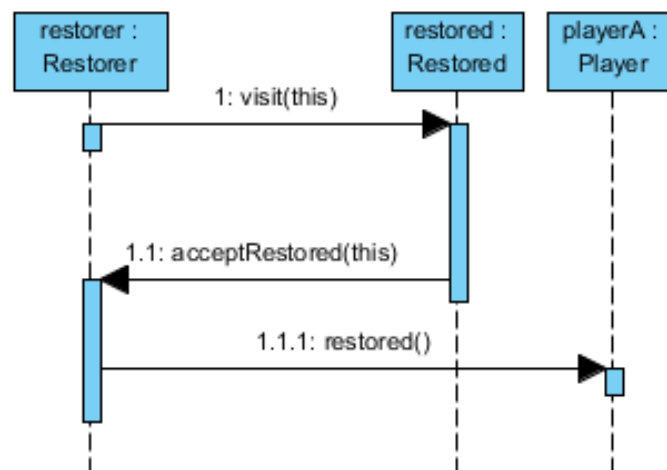 restorer :
Restorer
restored :
Restored
playerA :
Player
1: visit(this)
1.1: acceptRestored(this)
1.1.1: restored()